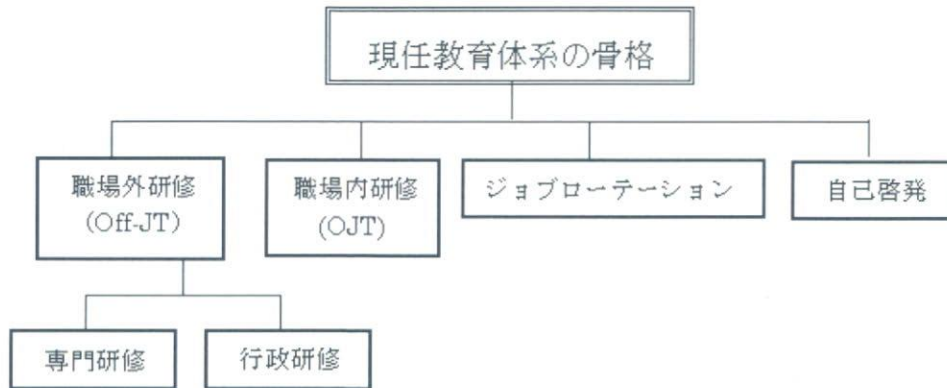 現任教育体系の骨格
職場外研修
(Off-JT)
職場内研修
(OJT)
ジョブローテーション
自己啓発
専門研修
行政研修